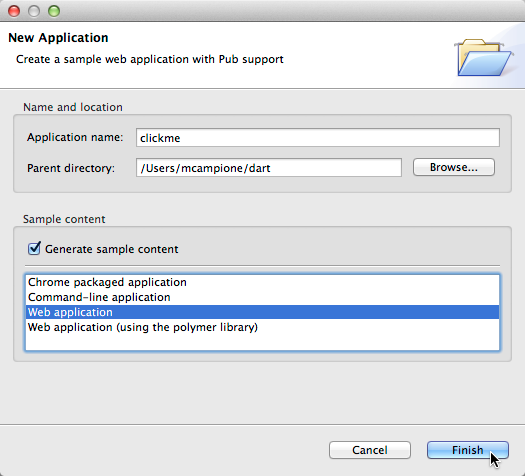 New Application
Create a sample web application with Pub support
Name and location
Application name: clickme
Parent directory: /Users/mcampione/dart Browse...
Sample content
Generate sample content
Chrome packaged application
Command-line application
Web application
Web application (using the polymer library)
Cancel Finish